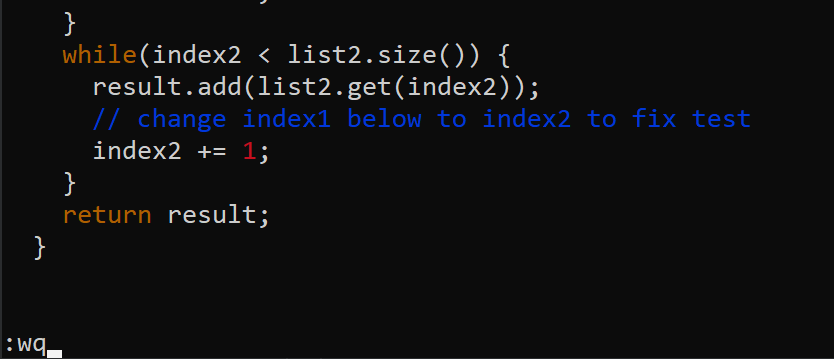 }
while(index2 < list2.size()) {
result.add(list2.get(index2));
// change index1 below to index2 to fix test
index2 += 1;
}
return result;
}
:wq